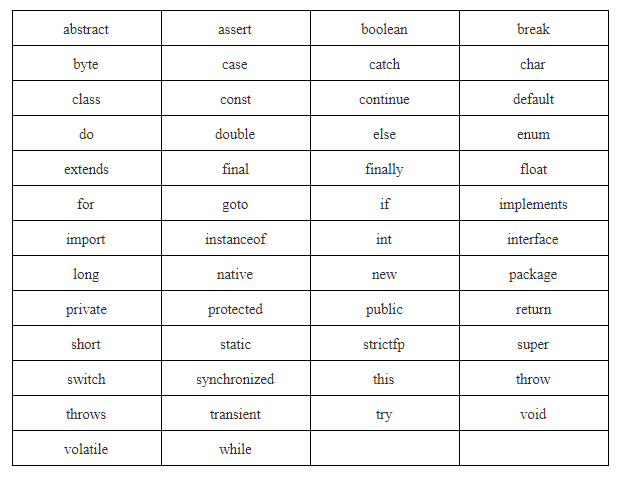 abstract assert boolean break
byte case catch char
class const continue default
do double else enum
extends final finally float
for goto if implements
import instanceof int interface
long native new package
private protected public return
short static strictfp super
switch synchronized this throw
throws transient try void
volatile while